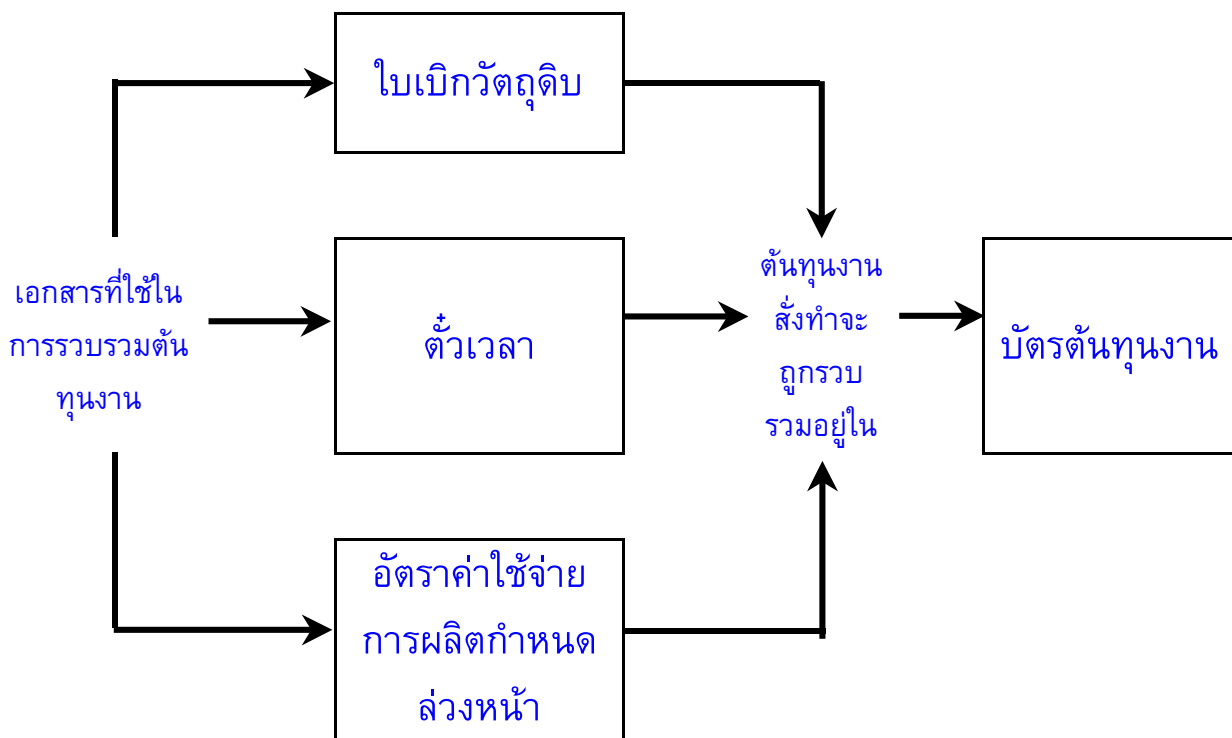 ใบเบิกวัตถุดิบ
เอกสารที่ใช้ใน
การรวบรวมต้น
ทุนงาน
ตั๋วเวลา
ต้นทุนงาน
สั่งทำจะ
ถูกรวบ
รวมอยู่ใน
บัตรต้นทุนงาน
อัตราค่าใช้จ่าย
การผลิตกำหนด
ล่วงหน้า